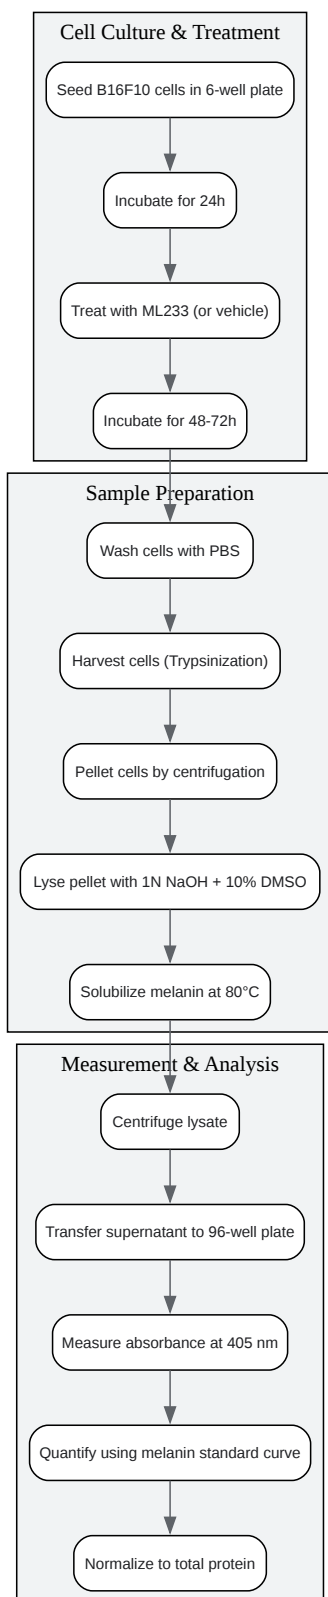 Cell Culture & Treatment
Seed B16F10 cells in 6-well plate
Incubate for 24h
Treat with ML233 (or vehicle)
Incubate for 48-72h
Sample Preparation
Wash cells with PBS
Harvest cells (Trypsinization)
Pellet cells by centrifugation
Lyse pellet with 1N NaOH + 10% DMSO
Solubilize melanin at 80°C
Measurement & Analysis
Centrifuge lysate
Transfer supernatant to 96-well plate
Measure absorbance at 405 nm
Quantify using melanin standard curve
Normalize to total protein